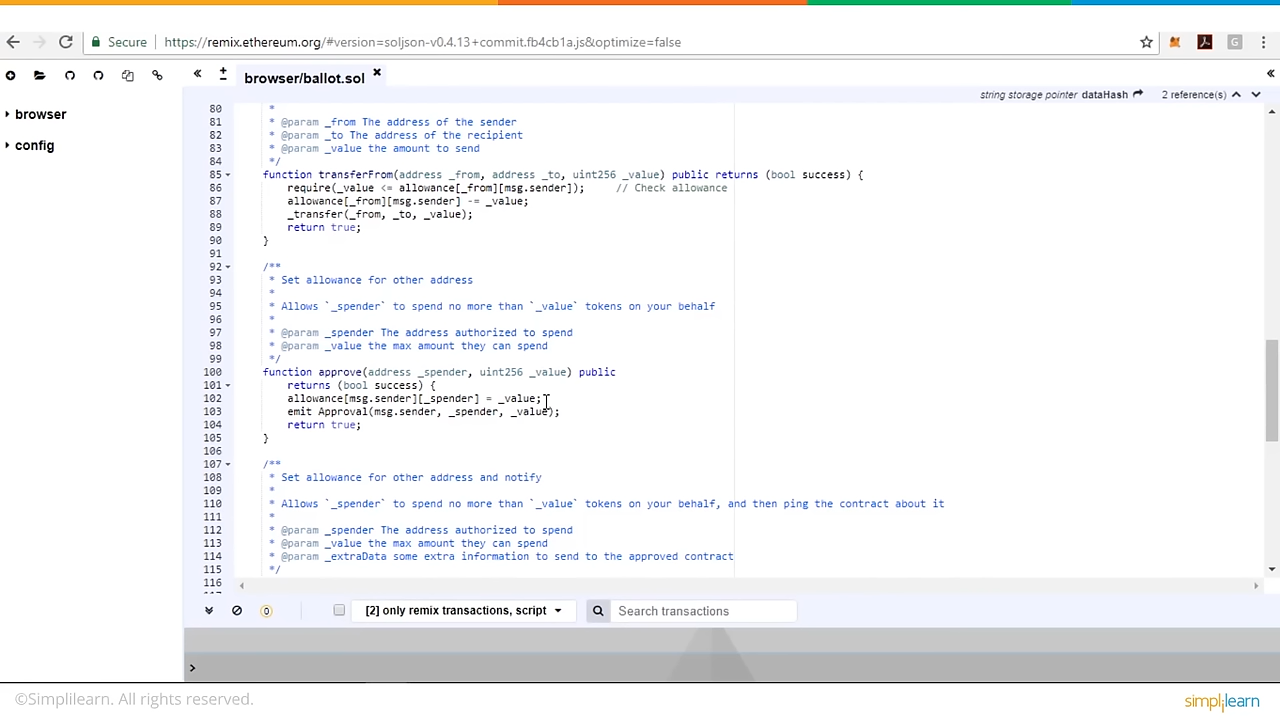 Secure
https://remix.ethereum.org/#version=soljson-v0.4.13+commit.fb4cb1a.js&optimize=false
browser/ballot.sol
string storage pointer dataHash 2 reference(s)
browser
config
80 *
81 * @param _from The address of the sender
82 * @param _to The address of the recipient
83 * @param _value the amount to send
84 */
85 function transferFrom(address _from, address _to, uint256 _value) public returns (bool success) {
86 require(_value <= allowance[_from][msg.sender]); // Check allowance
87 allowance[_from][msg.sender] -= _value;
88 _transfer(_from, _to, _value);
89 return true;
90 }
91
92 /**
93 * Set allowance for other address
94 *
95 * Allows `_spender` to spend no more than `_value` tokens on your behalf
96 *
97 * @param _spender The address authorized to spend
98 * @param _value the max amount they can spend
99 */
100 function approve(address _spender, uint256 _value) public
101 returns (bool success) {
102 allowance[msg.sender][_spender] = _value;
103 emit Approval(msg.sender, _spender, _value);
104 return true;
105 }
106
107 /**
108 * Set allowance for other address and notify
109 *
110 * Allows `_spender` to spend no more than `_value` tokens on your behalf, and then ping the contract about it
111 *
112 * @param _spender The address authorized to spend
113 * @param _value the max amount they can spend
114 * @param _extraData some extra information to send to the approved contract
115 */
116
0
[2] only remix transactions, script
Search transactions
>
©Simplilearn. All rights reserved.
simplilearn